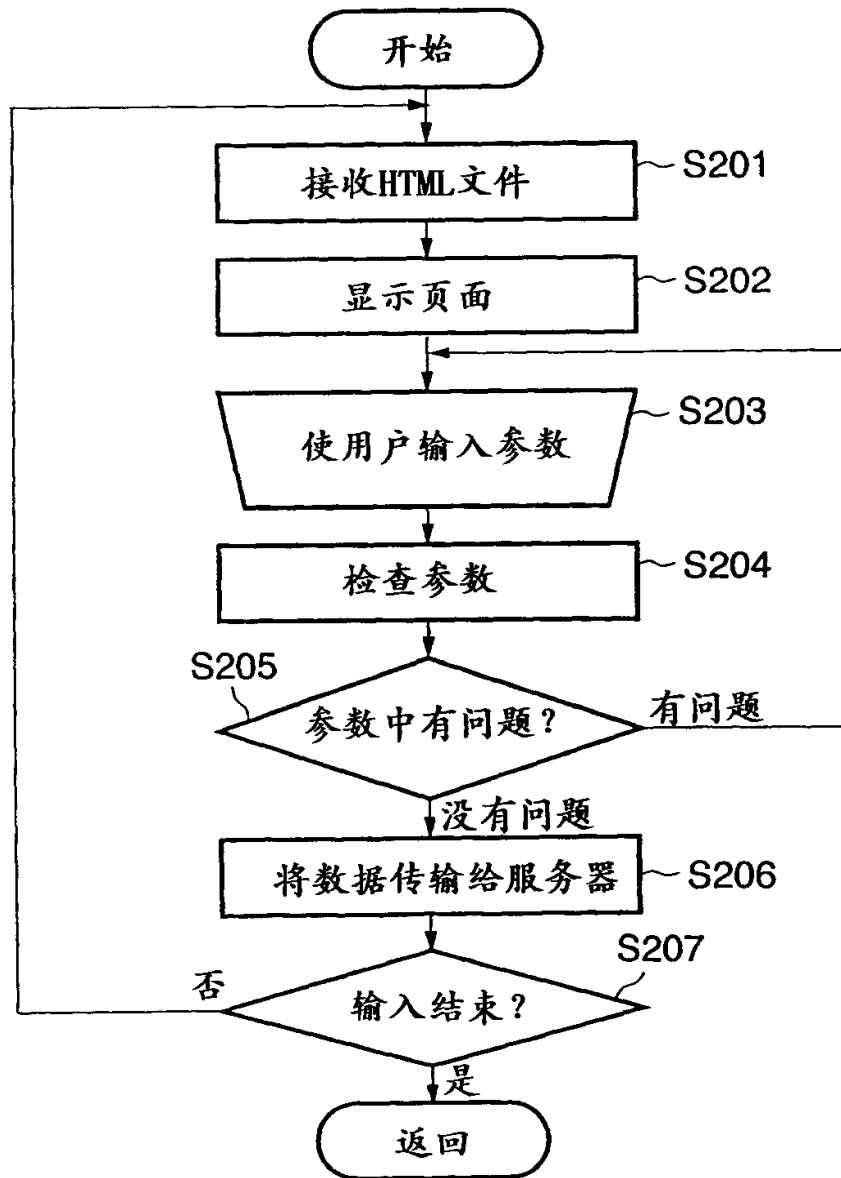 开始
接收HTML文件
S201
显示页面
S202
使用户输入参数
S203
检查参数
S204
S205
参数中有问题？
有问题
没有问题
将数据传输给服务器
S206
S207
否
输入结束？
是
返回